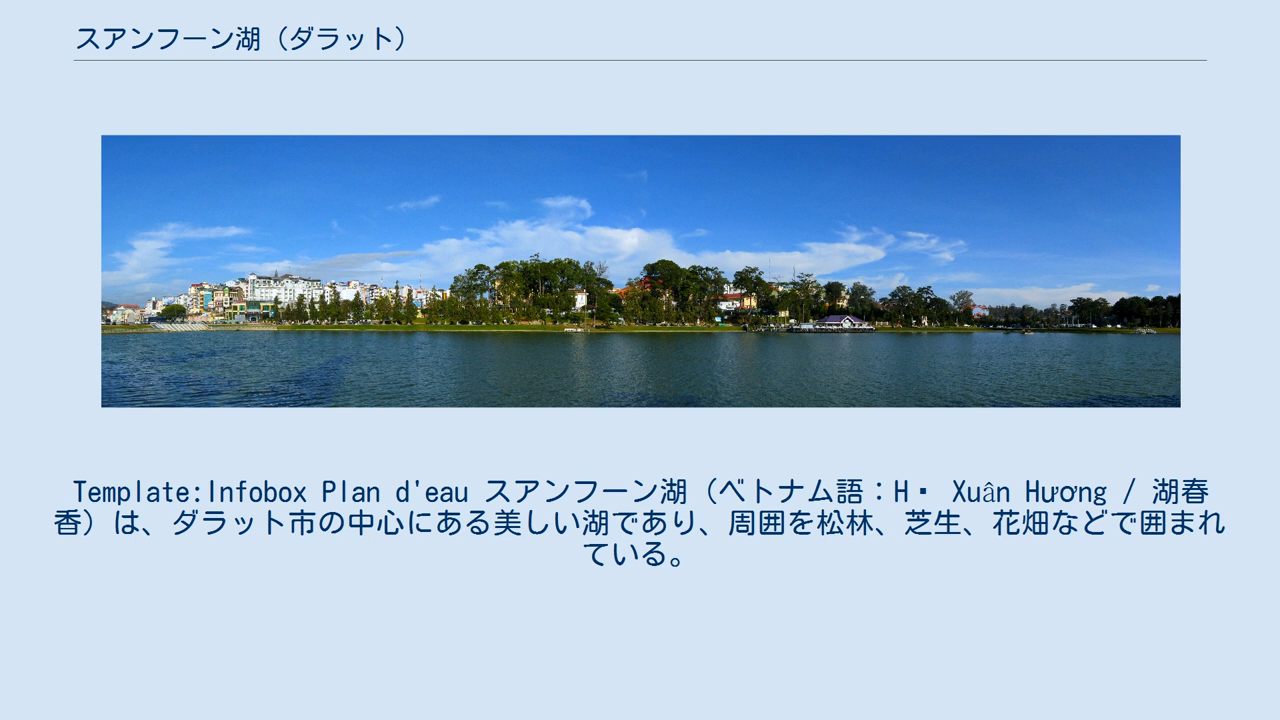 スアンフーン湖（ダラット）
Template:Infobox Plan d'eau スアンフーン湖（ベトナム語：H▪ Xuân Hương / 湖春
香）は、ダラット市の中心にある美しい湖であり、周囲を松林、芝生、花畑などで囲まれ
ている。